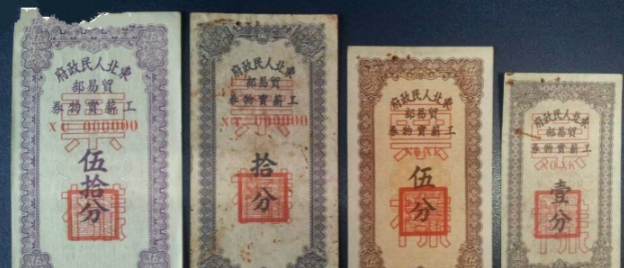 東北人民政府
貿易部
工薪實物券
000000
伍拾分
東北人民政府
貿易部
工薪實物券
XT 000000
拾分
東北人民政府
貿易部
工薪實物券
伍分
東北人民政府
貿易部
工薪實物券
壹分